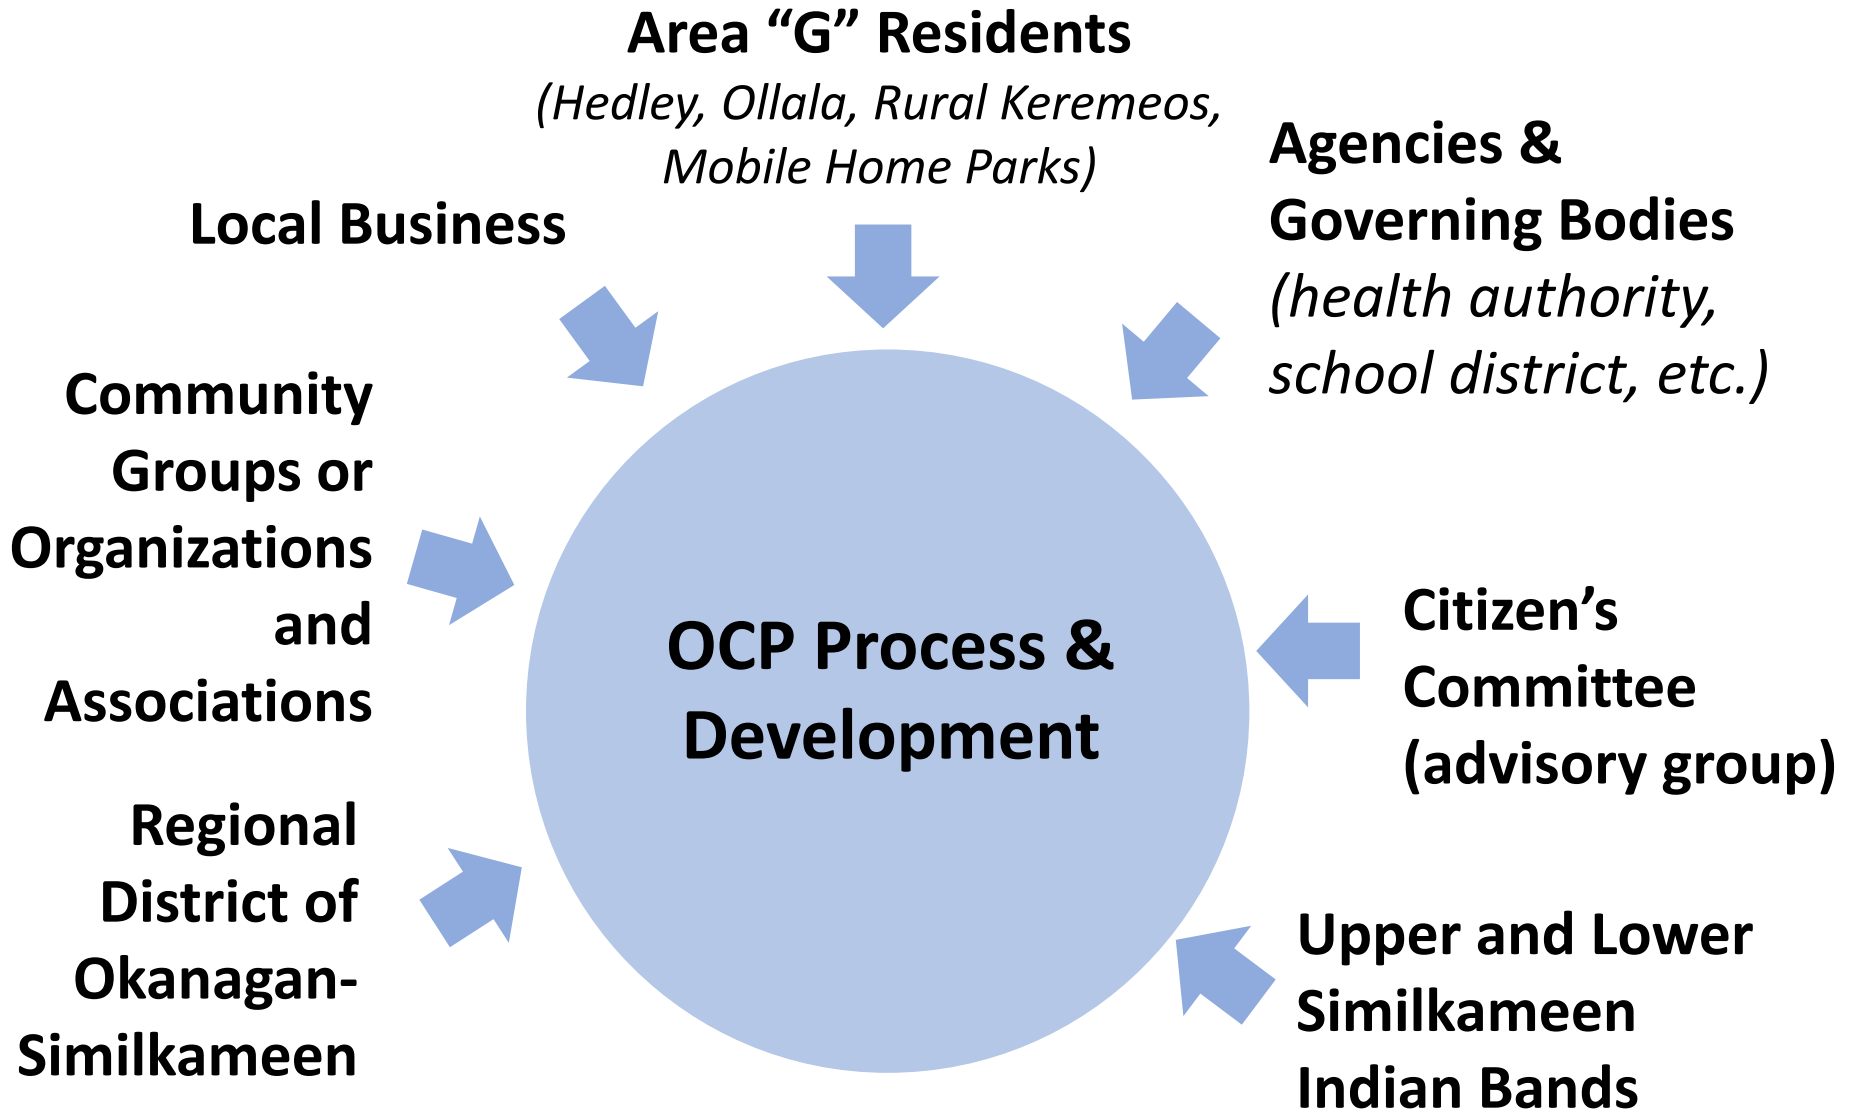 Area “G” Residents
(Hedley, Ollala, Rural Keremeos,
Mobile Home Parks)
Agencies &
Governing Bodies
(health authority,
school district, etc.)
Local Business
Community
Groups or
Organizations
and
Associations
OCP Process &
Development
Citizen’s
Committee
(advisory group)
Regional
District of
Okanagan-
Similkameen
Upper and Lower
Similkameen
Indian Bands